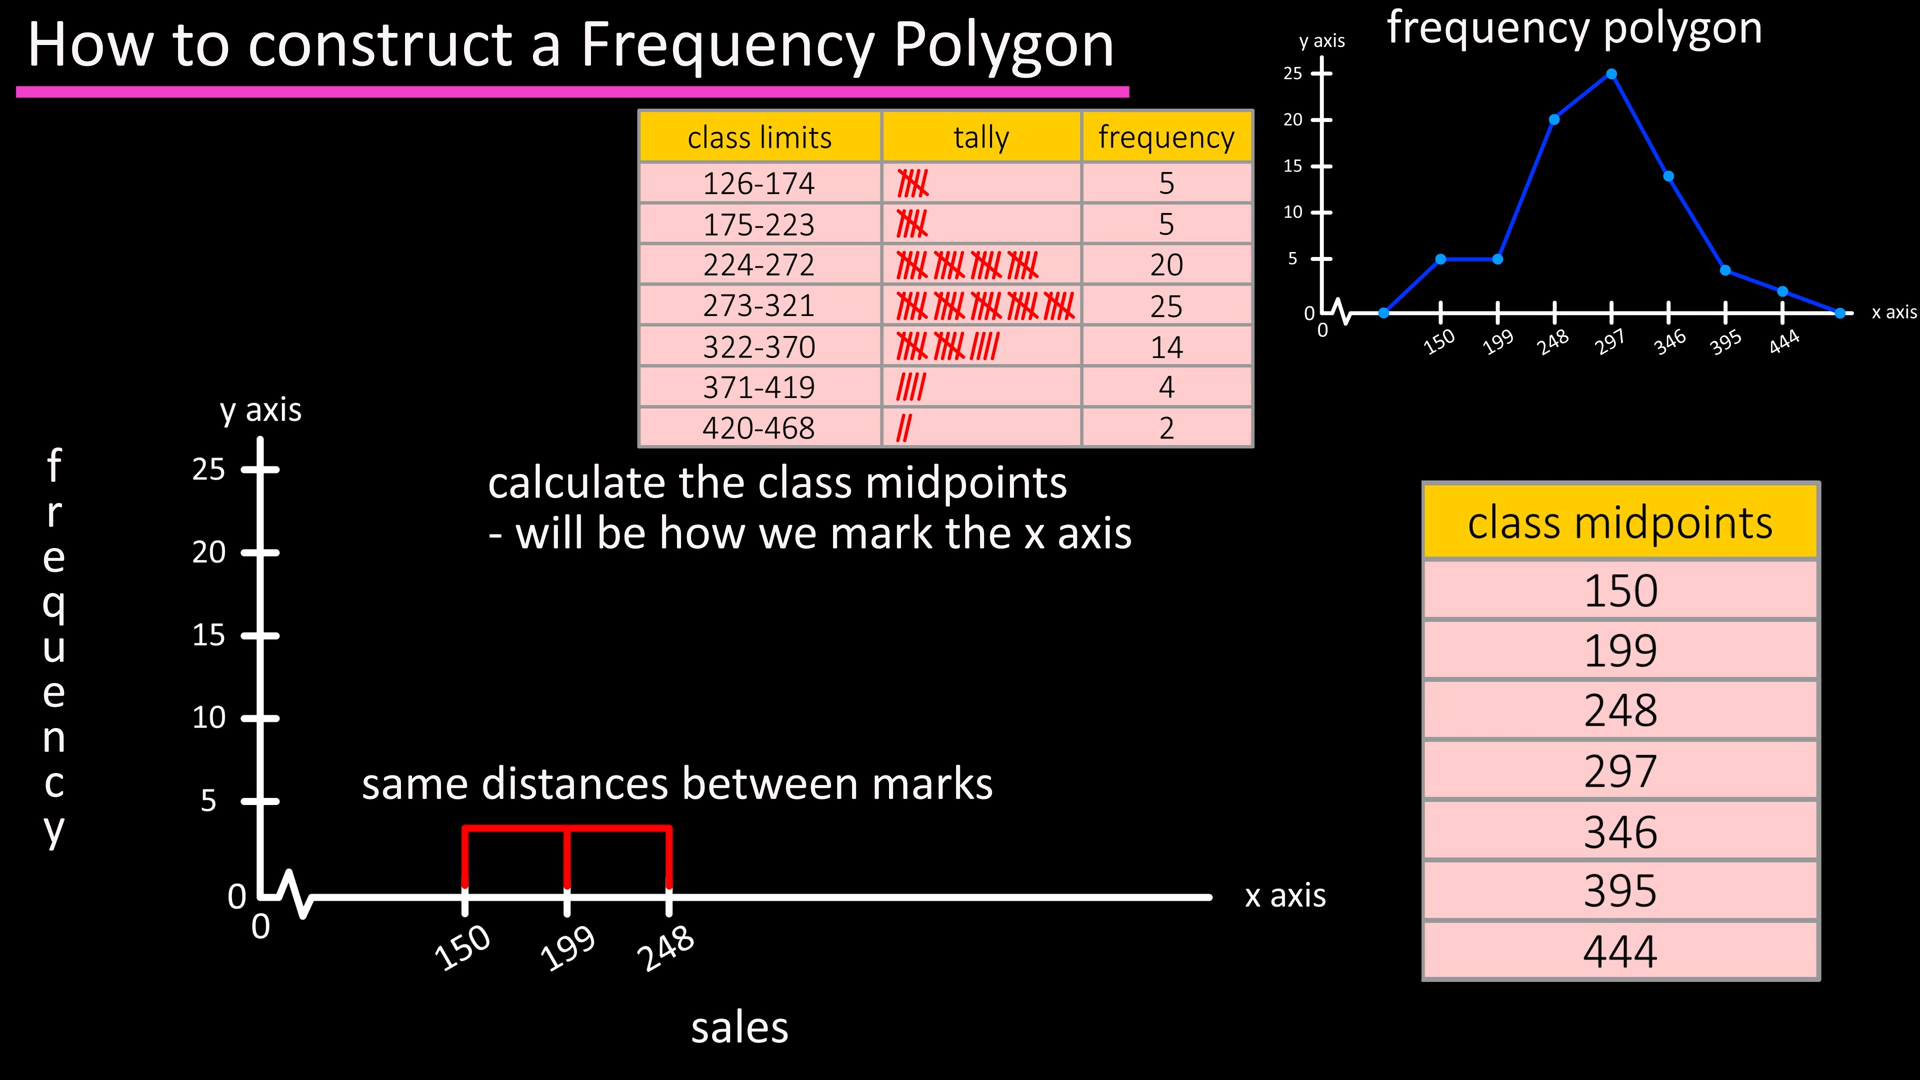 How to construct a Frequency Polygon
frequency polygon
y axis
25
20
15
10
5
0
0
150 199 248 297 346 395 444
x axis
class limits tally frequency
126-174 5
175-223 5
224-272 20
273-321 25
322-370 14
371-419 4
420-468 2
calculate the class midpoints
- will be how we mark the x axis
frequency
y axis
25
20
15
10
5
0
0
same distances between marks
150 199 248
x axis
sales
class midpoints
150
199
248
297
346
395
444